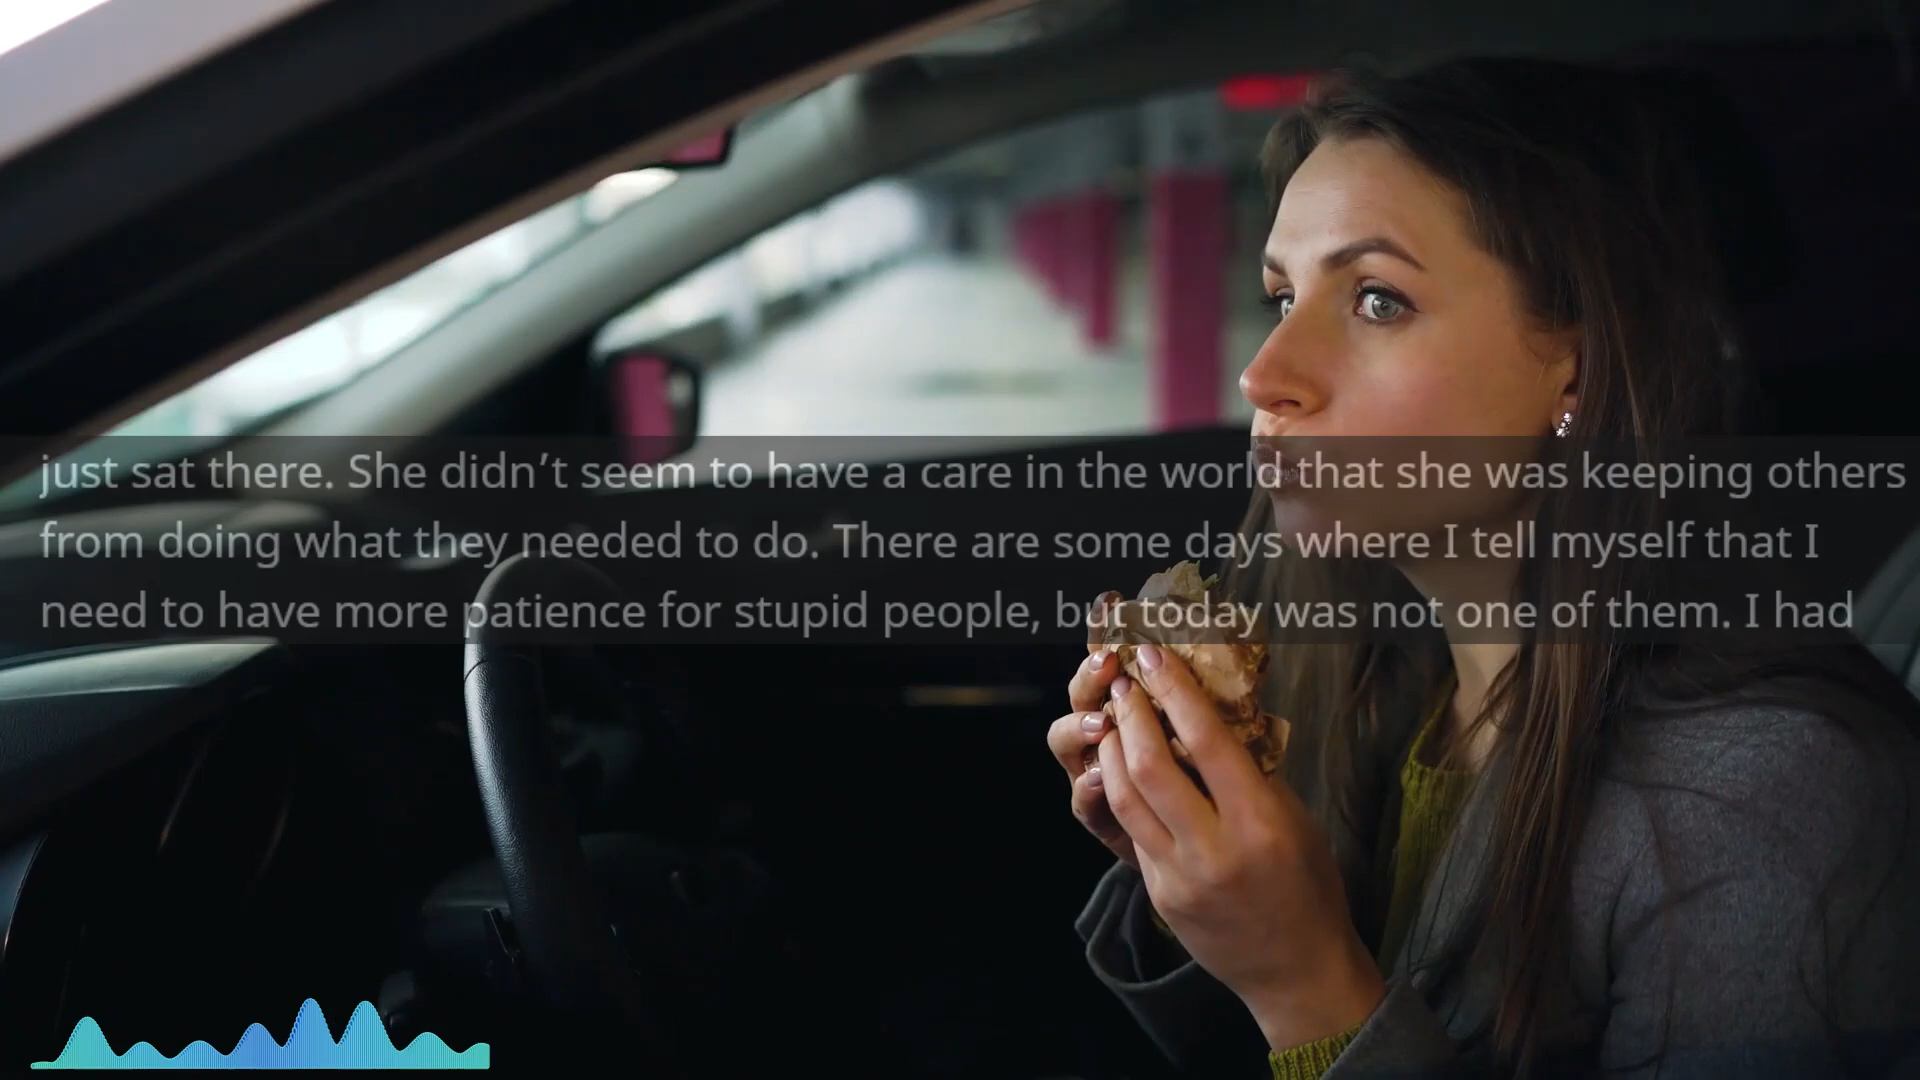 just sat there. She didn’t seem to have a care in the world that she was keeping others
from doing what they needed to do. There are some days where I tell myself that I
need to have more patience for stupid people, but today was not one of them. I had